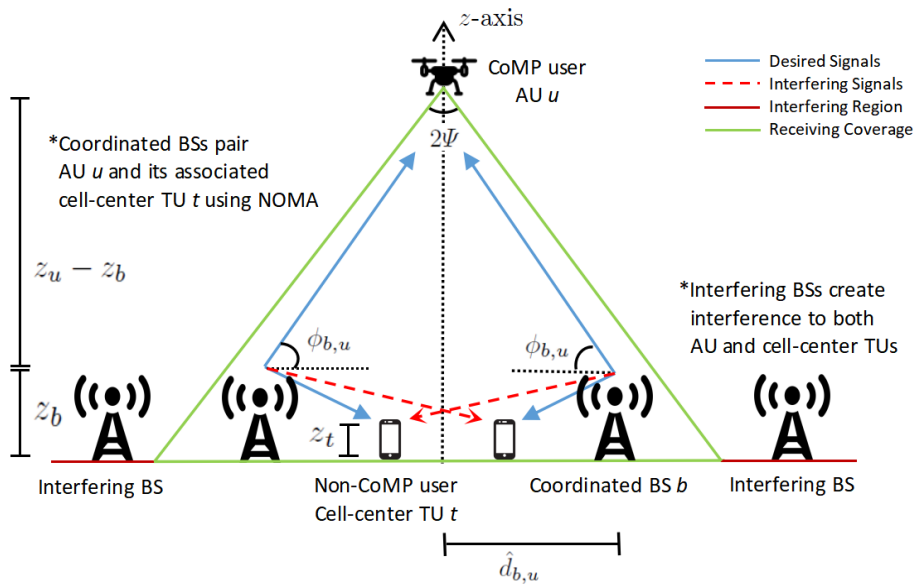 z-axis
CoMP user
AU u
Desired Signals
Interfering Signals
Interfering Region
Receiving Coverage
2Ψ
*Coordinated BSs pair
AU u and its associated
cell-center TU t using NOMA
z_u − z_b
*Interfering BSs create
interference to both
AU and cell-center TUs
ϕ_{b,u}
ϕ_{b,u}
z_b
z_t
Interfering BS
Non-CoMP user
Cell-center TU t
Coordinated BS b
Interfering BS
d̂_{b,u}